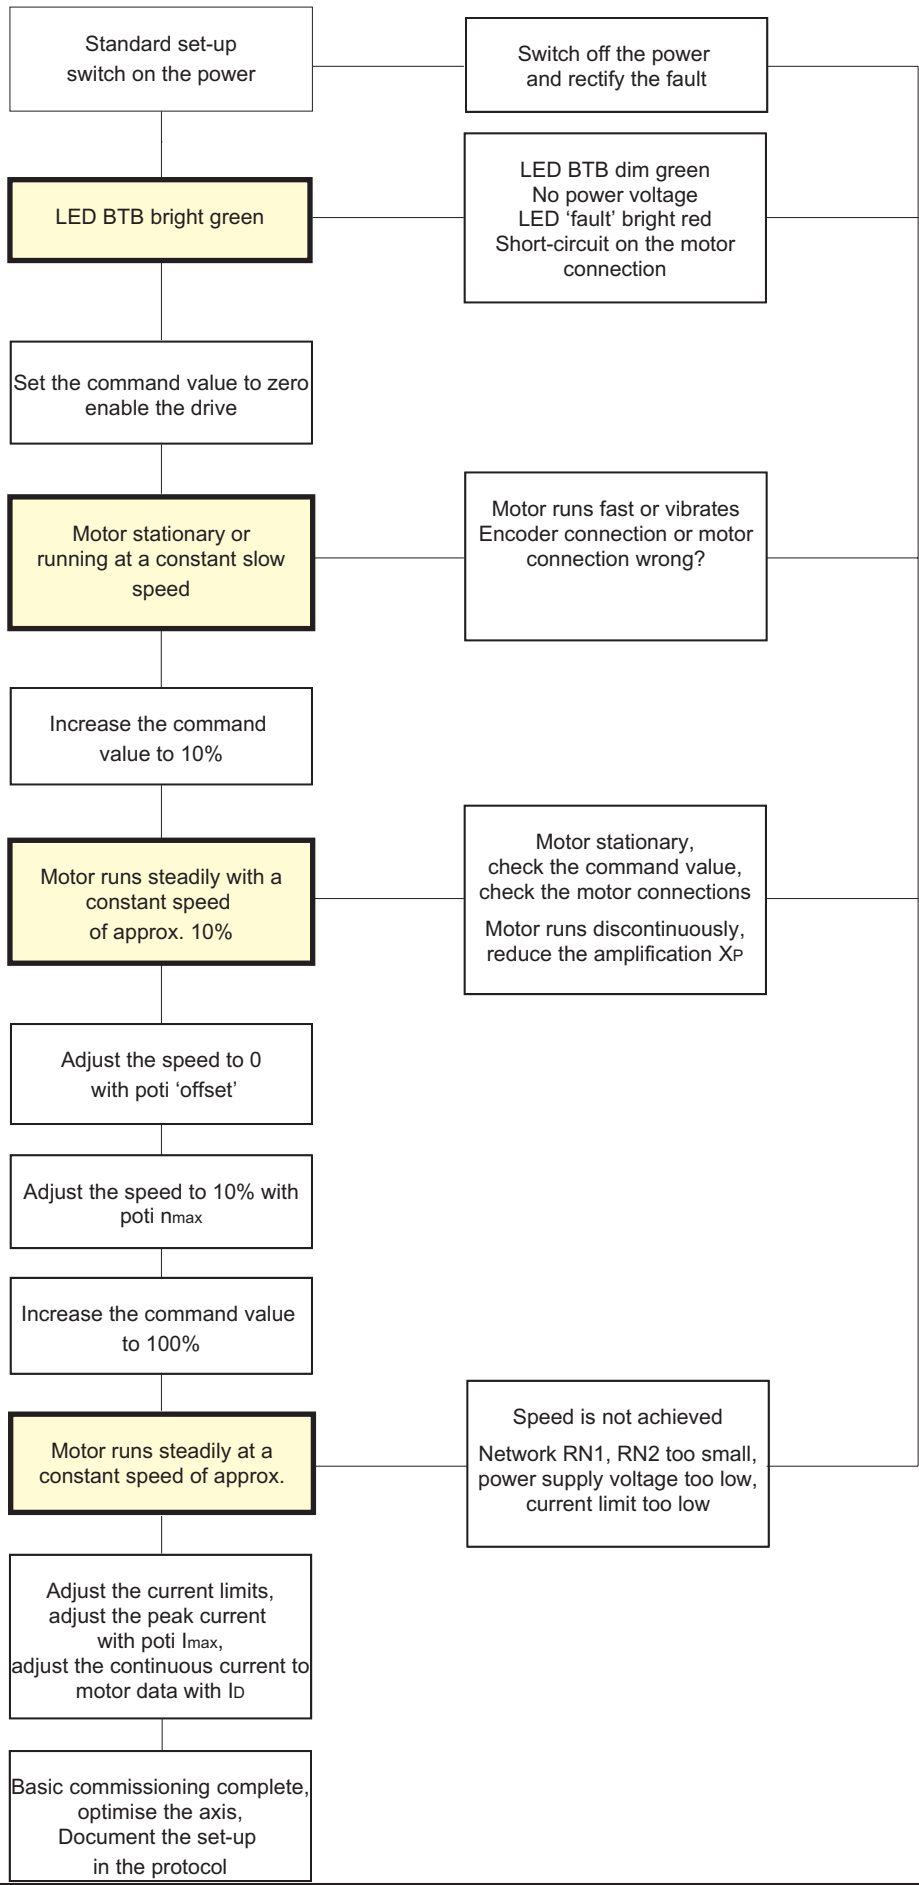 Standard set-up
switch on the power
Switch off the power
and rectify the fault
LED BTB bright green
LED BTB dim green
No power voltage
LED ‘fault’ bright red
Short-circuit on the motor
connection
Set the command value to zero
enable the drive
Motor stationary or
running at a constant slow
speed
Motor runs fast or vibrates
Encoder connection or motor
connection wrong?
Increase the command
value to 10%
Motor runs steadily with a
constant speed
of approx. 10%
Motor stationary,
check the command value,
check the motor connections
Motor runs discontinuously,
reduce the amplification XP
Adjust the speed to 0
with poti ‘offset’
Adjust the speed to 10% with
poti nmax
Increase the command value
to 100%
Motor runs steadily at a
constant speed of approx.
Speed is not achieved
Network RN1, RN2 too small,
power supply voltage too low,
current limit too low
Adjust the current limits,
adjust the peak current
with poti Imax,
adjust the continuous current to
motor data with ID
Basic commissioning complete,
optimise the axis,
Document the set-up
in the protocol